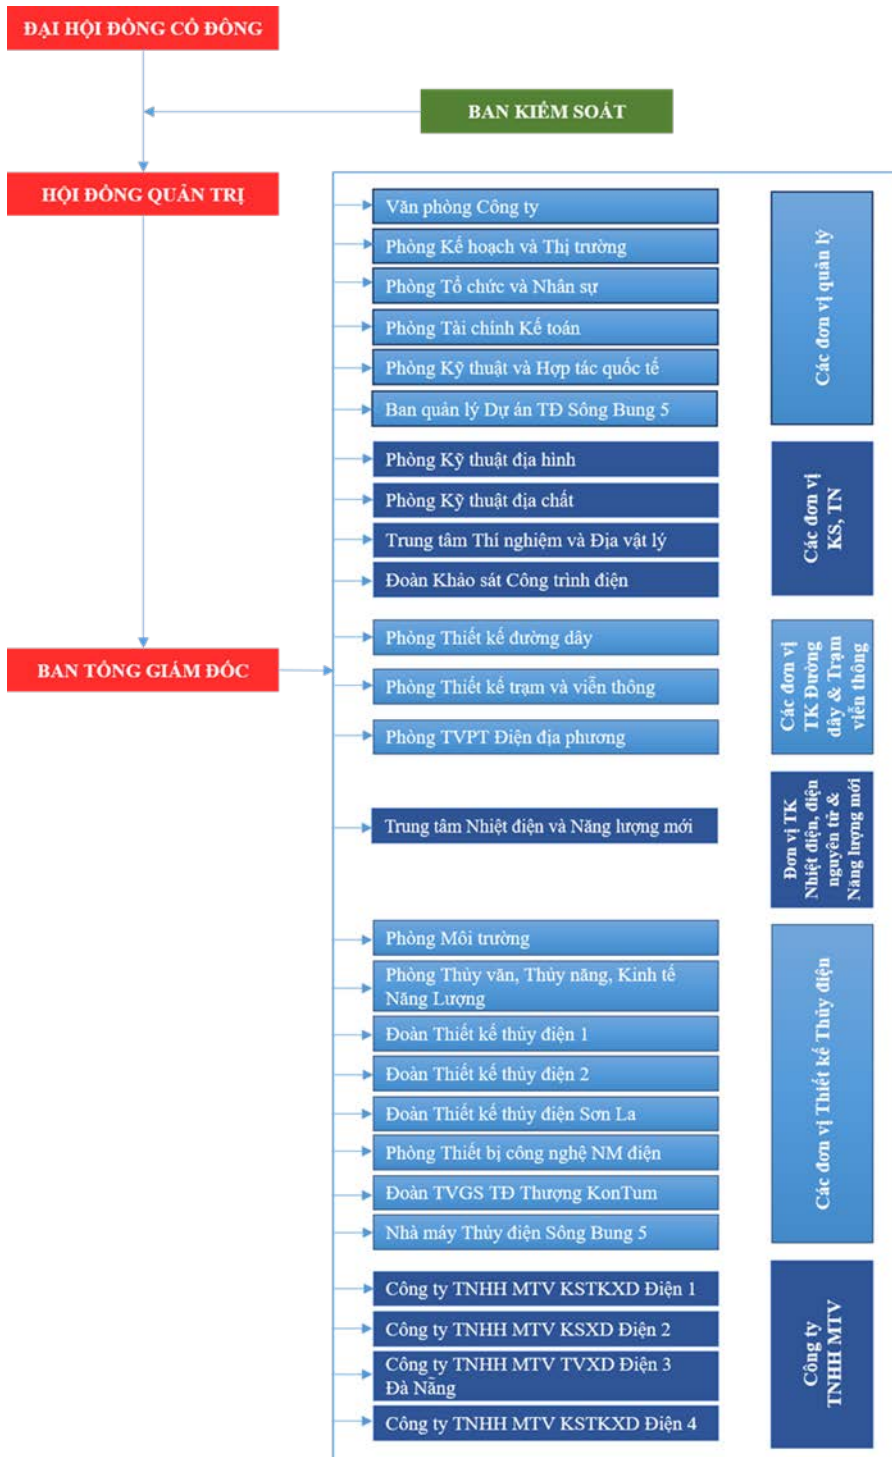 ĐẠI HỘI ĐỒNG CỔ ĐÔNG
BAN KIỂM SOÁT
HỘI ĐỒNG QUẢN TRỊ
BAN TỔNG GIÁM ĐỐC
Văn phòng Công ty
Phòng Kế hoạch và Thị trường
Phòng Tổ chức và Nhân sự
Phòng Tài chính Kế toán
Phòng Kỹ thuật và Hợp tác quốc tế
Ban quản lý Dự án TĐ Sông Bung 5
Các đơn vị quản lý
Phòng Kỹ thuật địa hình
Phòng Kỹ thuật địa chất
Trung tâm Thí nghiệm và Địa vật lý
Đoàn Khảo sát Công trình điện
Các đơn vị
KS, TN
Phòng Thiết kế đường dây
Phòng Thiết kế trạm và viễn thông
Phòng TVPT Điện địa phương
Các đơn vị
TK Đường
dây & Trạm
viễn thông
Trung tâm Nhiệt điện và Năng lượng mới
Đơn vị TK
Nhiệt điện, điện
nguyên tử &
Năng lượng mới
Phòng Môi trường
Phòng Thủy văn, Thủy năng, Kinh tế
Năng Lượng
Đoàn Thiết kế thủy điện 1
Đoàn Thiết kế thủy điện 2
Đoàn Thiết kế thủy điện Sơn La
Phòng Thiết bị công nghệ NM điện
Đoàn TVGS TĐ Thượng KonTum
Nhà máy Thủy điện Sông Bung 5
Các đơn vị Thiết kế Thủy điện
Công ty TNHH MTV KSTKXD Điện 1
Công ty TNHH MTV KSXD Điện 2
Công ty TNHH MTV TVXD Điện 3
Đà Nẵng
Công ty TNHH MTV KSTKXD Điện 4
Công ty
TNHH MTV